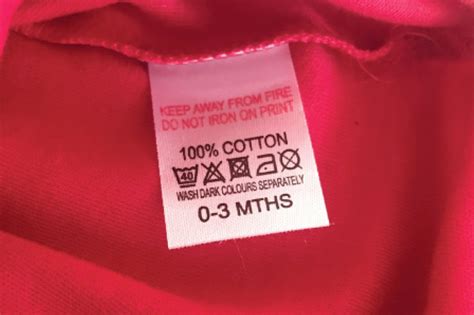 KEEP AWAY FROM FIRE
DO NOT IRON ON PRINT
100% COTTON
40
WASH DARK COLOURS SEPARATELY
0-3 MTHS